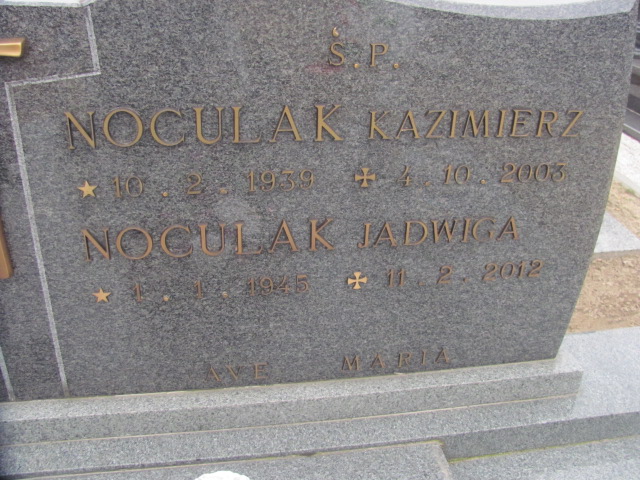 Ś.P.
NOCULAK KAZIMIERZ
★ 10.2.1939 ✠ 4.10.2003
NOCULAK JADWIGA
★ 1.1.1945 ✠ 11.2.2012
AVE MARIA